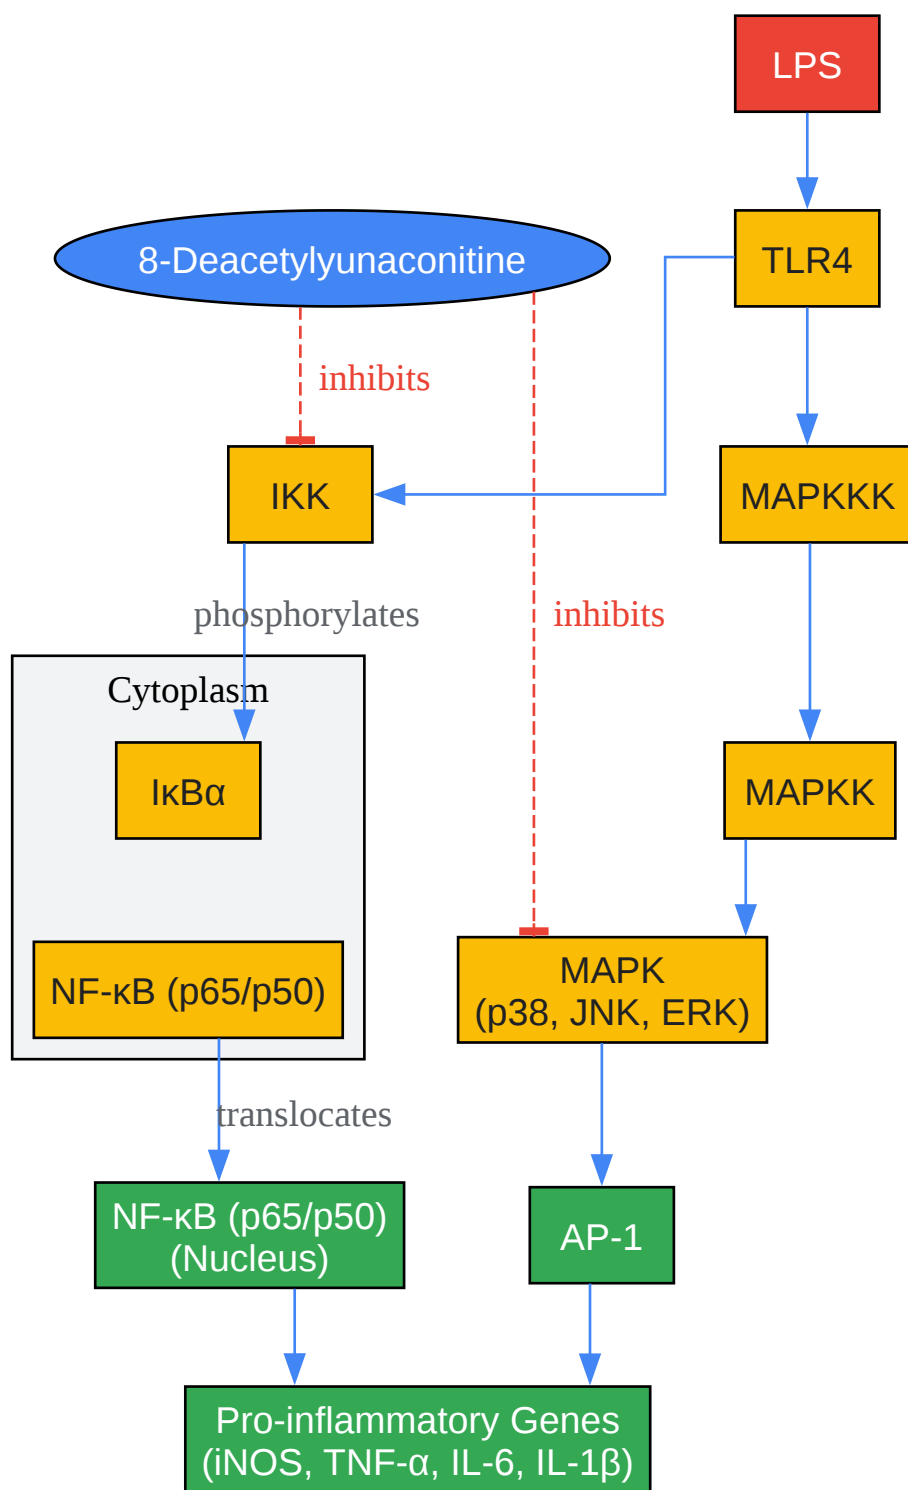 LPS
8-Deacetylyunaconitine
TLR4
inhibits
IKK
MAPKKK
phosphorylates
inhibits
Cytoplasm
IκBα
MAPKK
NF-κB (p65/p50)
MAPK
(p38, JNK, ERK)
translocates
NF-κB (p65/p50)
(Nucleus)
AP-1
Pro-inflammatory Genes
(iNOS, TNF-α, IL-6, IL-1β)